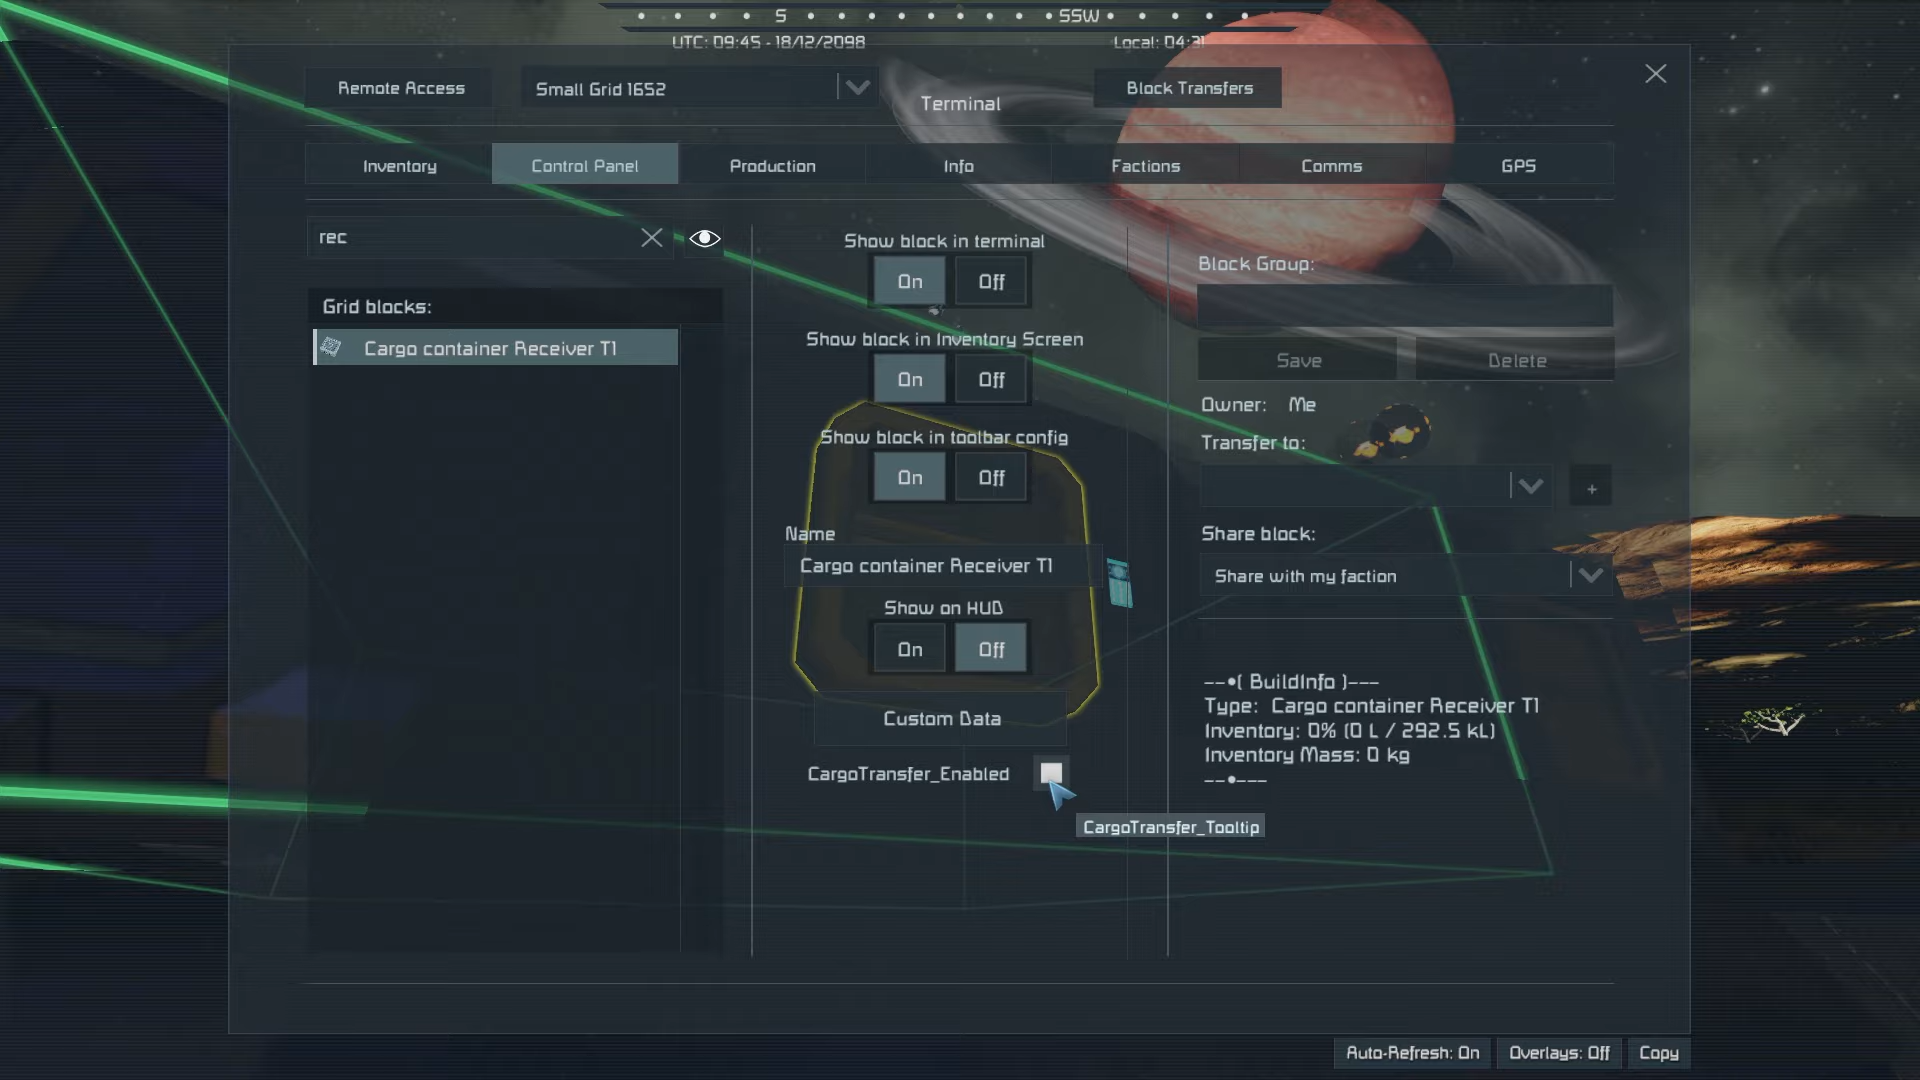 S SSW
UTC: 09:45 - 18/12/2098
Local: 04:31
Remote Access
Small Grid 1652
Terminal
Block Transfers
Inventory
Control Panel
Production
Info
Factions
Comms
GPS
rec
Grid blocks:
Cargo container Receiver T1
Show block in terminal
On Off
Show block in Inventory Screen
On Off
Show block in toolbar config
On Off
Name
Cargo container Receiver T1
Show on HUD
On Off
Custom Data
CargoTransfer_Enabled
CargoTransfer_Tooltip
Block Group:
Save Delete
Owner: Me
Transfer to:
+
Share block:
Share with my faction
--•( BuildInfo )---
Type: Cargo container Receiver T1
Inventory: 0% (0 L / 292.5 kL)
Inventory Mass: 0 kg
--•---
Auto-Refresh: On
Overlays: Off
Copy